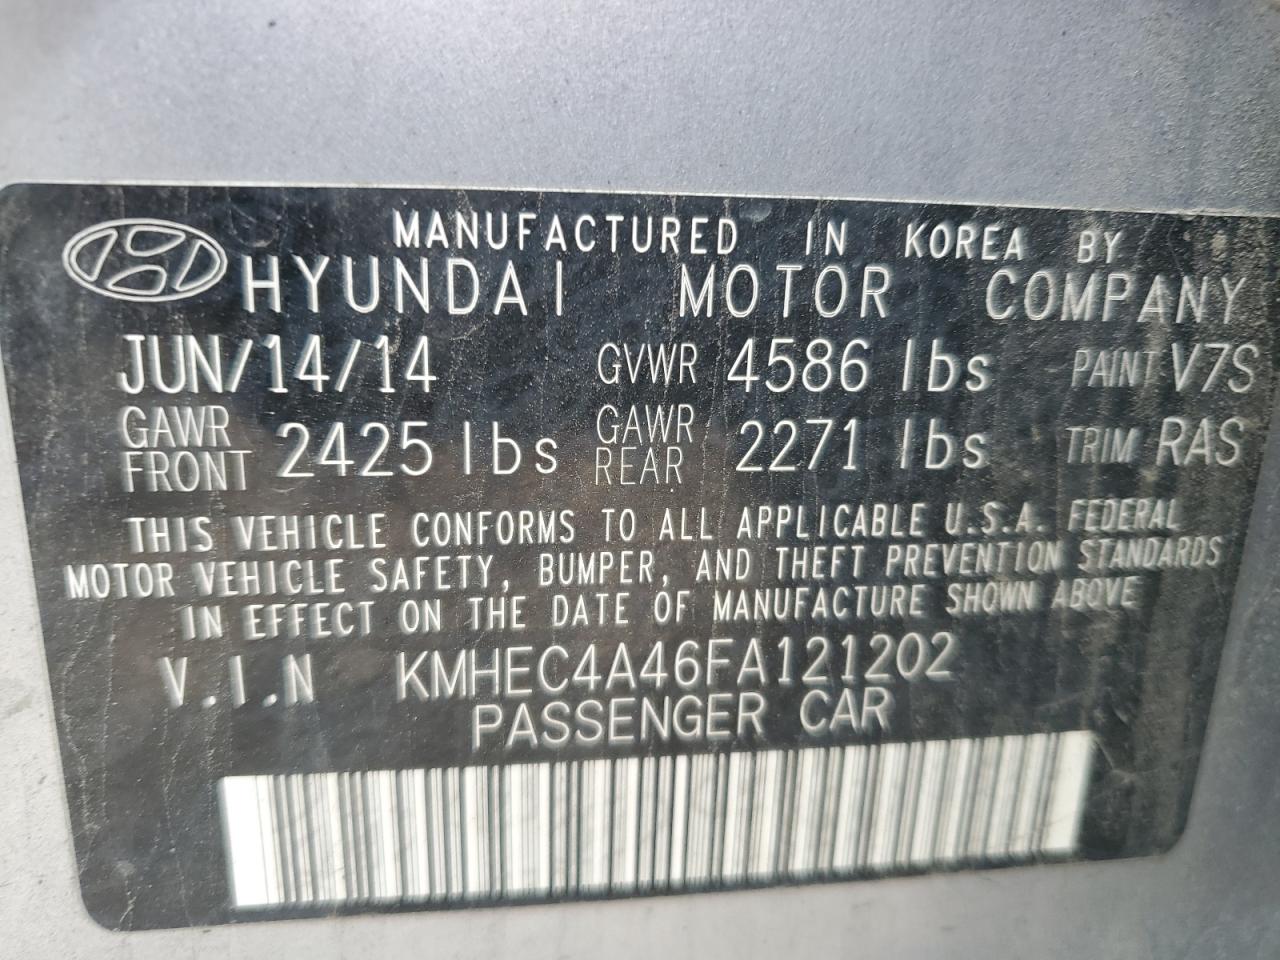 MANUFACTURED IN KOREA BY
HYUNDAI MOTOR COMPANY
JUN/14/14 GVWR 4586 lbs PAINT V7S
GAWR FRONT 2425 lbs GAWR REAR 2271 lbs TRIM RAS
THIS VEHICLE CONFORMS TO ALL APPLICABLE U.S.A. FEDERAL
MOTOR VEHICLE SAFETY, BUMPER, AND THEFT PREVENTION STANDARDS
IN EFFECT ON THE DATE OF MANUFACTURE SHOWN ABOVE
V.I.N KMHEC4A46FA121202
PASSENGER CAR